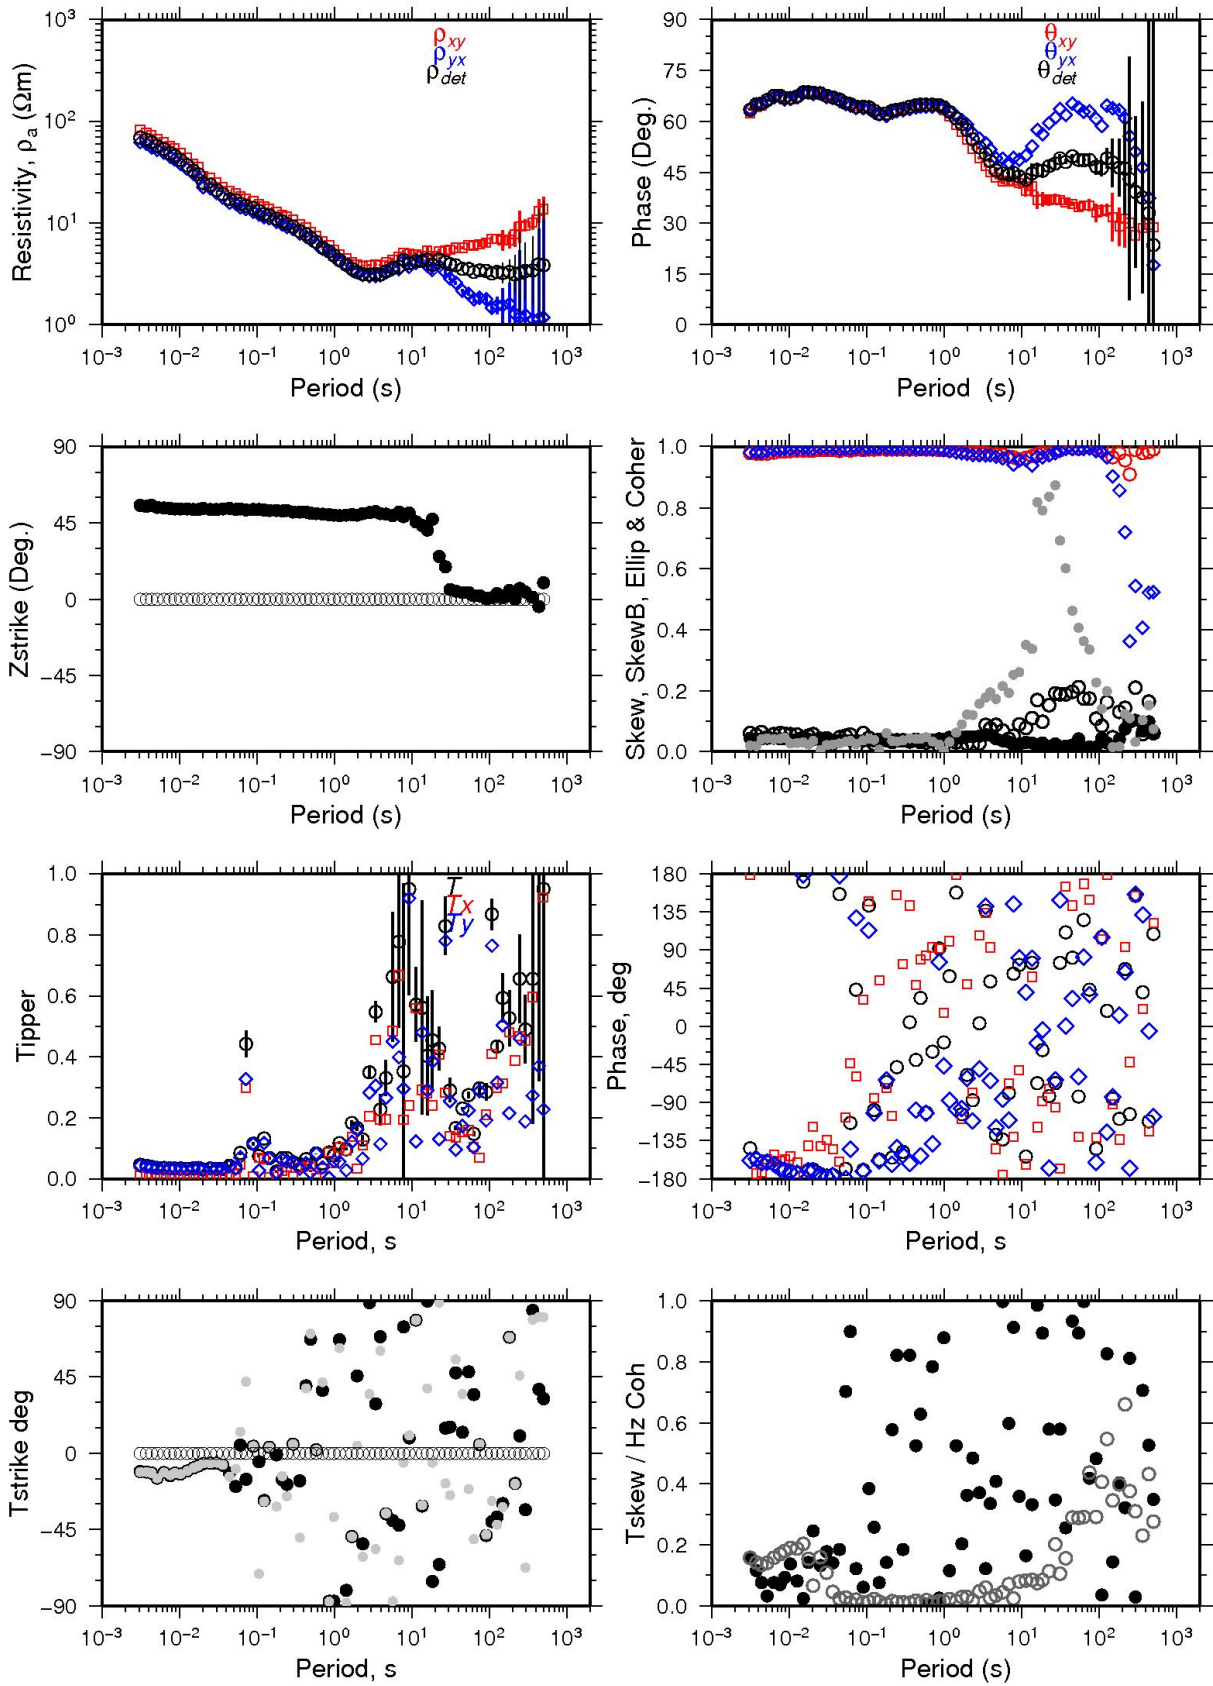 10³
10²
10¹
10⁰
Resistivity, ρₐ (Ωm)
ρxy
ρyx
ρdet
10⁻³ 10⁻² 10⁻¹ 10⁰ 10¹ 10² 10³
Period (s)
90
75
60
45
30
15
0
Phase (Deg.)
θxy
θyx
θdet
10⁻³ 10⁻² 10⁻¹ 10⁰ 10¹ 10² 10³
Period (s)
90
45
0
−45
−90
Zstrike (Deg.)
10⁻³ 10⁻² 10⁻¹ 10⁰ 10¹ 10² 10³
Period (s)
1.0
0.8
0.6
0.4
0.2
0.0
Skew, SkewB, Ellip & Coher
10⁻³ 10⁻² 10⁻¹ 10⁰ 10¹ 10² 10³
Period (s)
1.0
0.8
0.6
0.4
0.2
0.0
Tipper
T
Tx
Ty
10⁻³ 10⁻² 10⁻¹ 10⁰ 10¹ 10² 10³
Period, s
180
135
90
45
0
−45
−90
−135
−180
Phase, deg
10⁻³ 10⁻² 10⁻¹ 10⁰ 10¹ 10² 10³
Period, s
90
45
0
−45
−90
Tstrike deg
10⁻³ 10⁻² 10⁻¹ 10⁰ 10¹ 10² 10³
Period, s
1.0
0.8
0.6
0.4
0.2
0.0
Tskew / Hz Coh
10⁻³ 10⁻² 10⁻¹ 10⁰ 10¹ 10² 10³
Period (s)